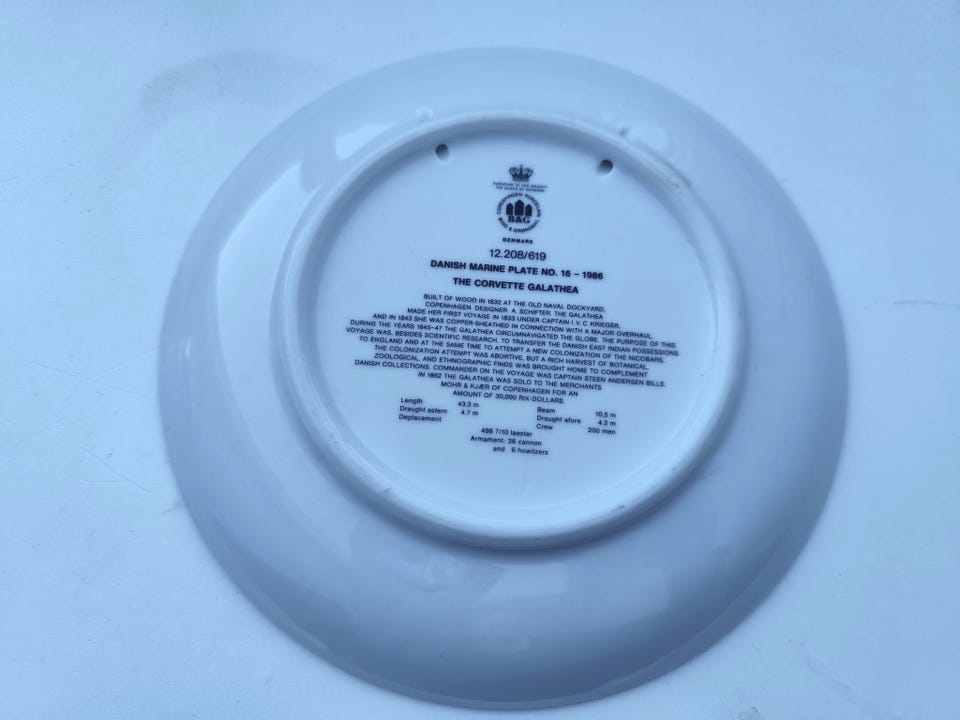 PURVEYOR TO HER MAJESTY
THE QUEEN OF DENMARK
COPENHAGEN PORCELAIN
B&G
BING & GRØNDAHL
DENMARK
12.208/619
DANISH MARINE PLATE NO. 16 - 1986
THE CORVETTE GALATHEA
BUILT OF WOOD IN 1832 AT THE OLD NAVAL DOCKYARD,
COPENHAGEN. DESIGNER: A. SCHIFTER. THE GALATHEA
MADE HER FIRST VOYAGE IN 1833 UNDER CAPTAIN I. V. C. KRIEGER,
AND IN 1843 SHE WAS COPPER-SHEATHED IN CONNECTION WITH A MAJOR OVERHAUL.
DURING THE YEARS 1845-47 THE GALATHEA CIRCUMNAVIGATED THE GLOBE. THE PURPOSE OF THIS
VOYAGE WAS, BESIDES SCIENTIFIC RESEARCH, TO TRANSFER THE DANISH EAST INDIAN POSSESSIONS
TO ENGLAND AND AT THE SAME TIME TO ATTEMPT A NEW COLONIZATION OF THE NICOBARS.
THE COLONIZATION ATTEMPT WAS ABORTIVE, BUT A RICH HARVEST OF BOTANICAL,
ZOOLOGICAL, AND ETHNOGRAPHIC FINDS WAS BROUGHT HOME TO COMPLEMENT
DANISH COLLECTIONS. COMMANDER ON THE VOYAGE WAS CAPTAIN STEEN ANDERSEN BILLE.
IN 1862 THE GALATHEA WAS SOLD TO THE MERCHANTS
MOHR & KJÆR OF COPENHAGEN FOR AN
AMOUNT OF 30,000 RIX-DOLLARS.
Length 43.3 m Beam 10,5 m
Draught astern 4.7 m Draught afore 4.2 m
Deplacement Crew 200 men
498 7/10 laester
Armament: 26 cannon
and 6 howitzers